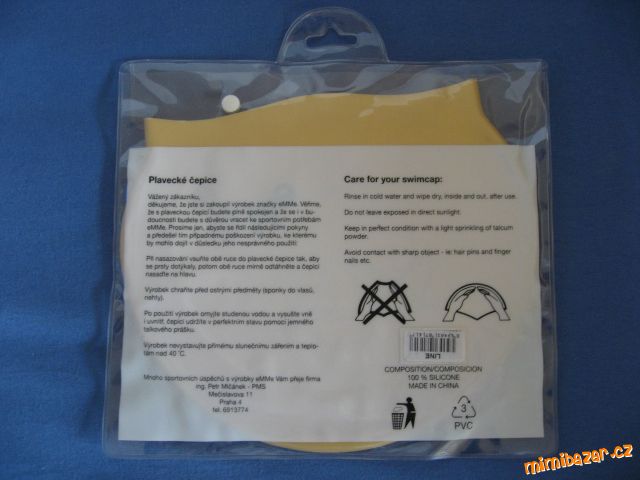 Plavecké čepice
Vážený zákazníku,
děkujeme, že jste si zakoupil výrobek značky eMMe. Věříme,
že s plaveckou čepicí budete plně spokojen a že se i v bu-
doucnosti budete s důvěrou vracet ke sportovním potřebám
eMMe. Prosíme jen, abyste se řídil následujícími pokyny
a předešel tím případnému poškození výrobku, ke kterému
by mohlo dojít v důsledku jeho nesprávného použití:
Při nasazování vsuňte obě ruce do plavecké čepice tak, aby
se prsty dotýkaly, potom obě ruce mírně odtáhněte a čepici
nasaďte na hlavu.
Výrobek chraňte před ostrými předměty (sponky do vlasů,
nehty).
Po použití výrobek omyjte studenou vodou a vysušte vně
i uvnitř, čepici udržíte v perfektním stavu pomocí jemného
talkového prášku.
Výrobek nevystavujte přímému slunečnímu zářením a teplo-
tám nad 40 °C.
Mnoho sportovních úspěchů s výrobky eMMe Vám přeje firma
ing. Petr Mlčánek - PMS
Mečislavova 11
Praha 4
tel. 6913774
Care for your swimcap:
Rinse in cold water and wipe dry, inside and out, after use.
Do not leave exposed in direct sunlight.
Keep in perfect condition with a light sprinkling of talcum
powder.
Avoid contact with sharp object - ie: hair pins and finger
nails etc.
LINE
COMPOSITION/COMPOSICION
100 % SILICONE
MADE IN CHINA
3
PVC
mimibazar.cz